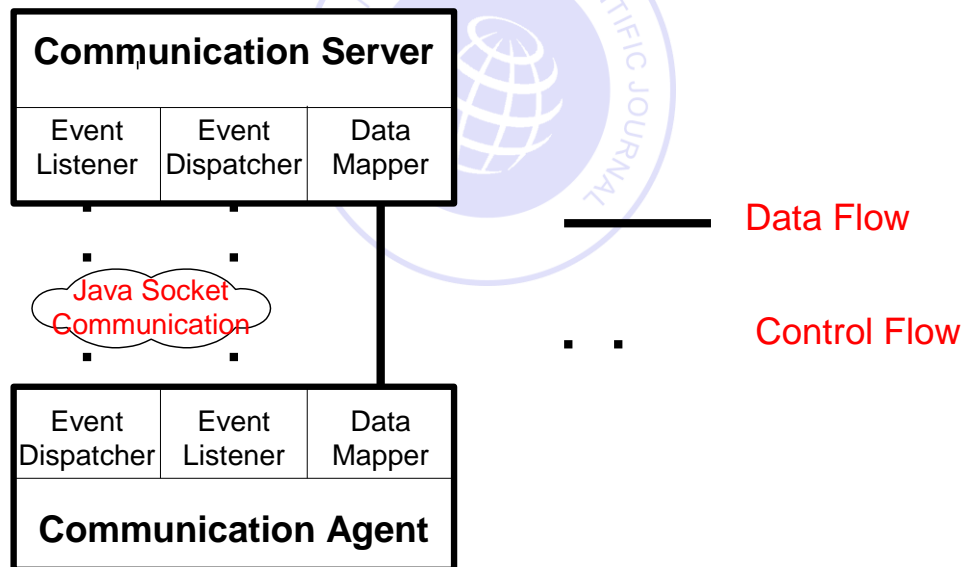 Communication Server
Event Listener
Event Dispatcher
Data Mapper
Java Socket
Communication
Event Dispatcher
Event Listener
Data Mapper
Communication Agent
Data Flow
Control Flow
JOURNAL